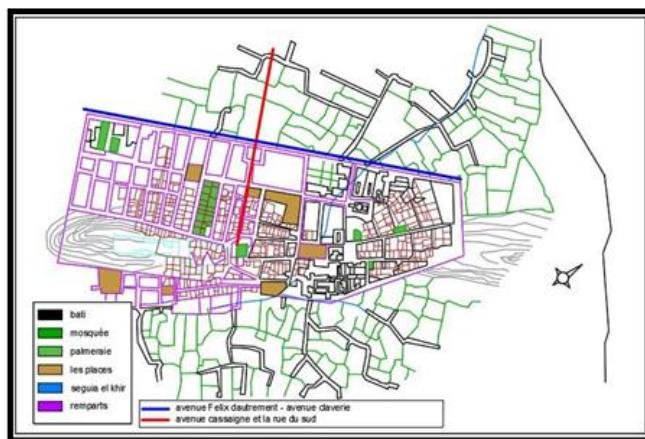 bati
mosquèe
palmeraie
les places
seguia el khir
remparts
avenue Felix dautrement - avenue claverie
avenue cassaigne et la rue du sud